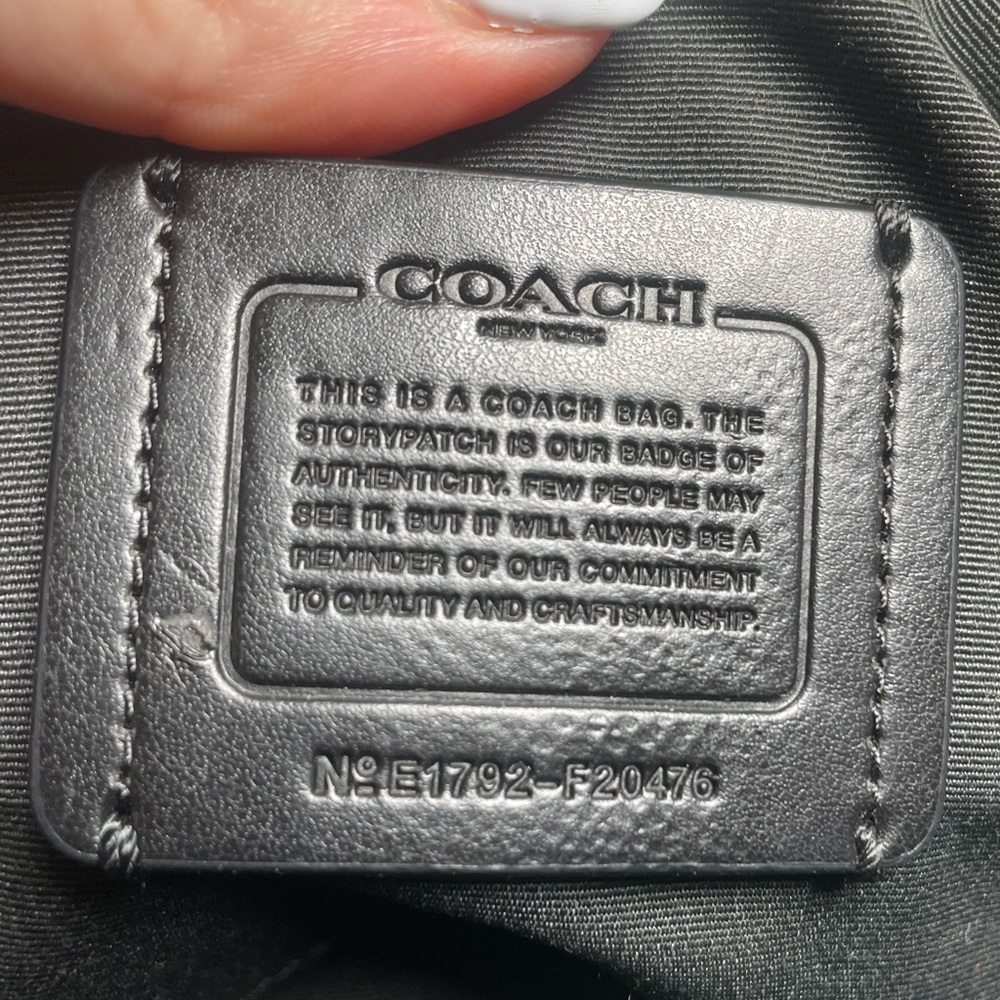 COACH
NEW YORK
THIS IS A COACH BAG. THE
STORYPATCH IS OUR BADGE OF
AUTHENTICITY. FEW PEOPLE MAY
SEE IT, BUT IT WILL ALWAYS BE A
REMINDER OF OUR COMMITMENT
TO QUALITY AND CRAFTSMANSHIP.
Nº E1792-F20476